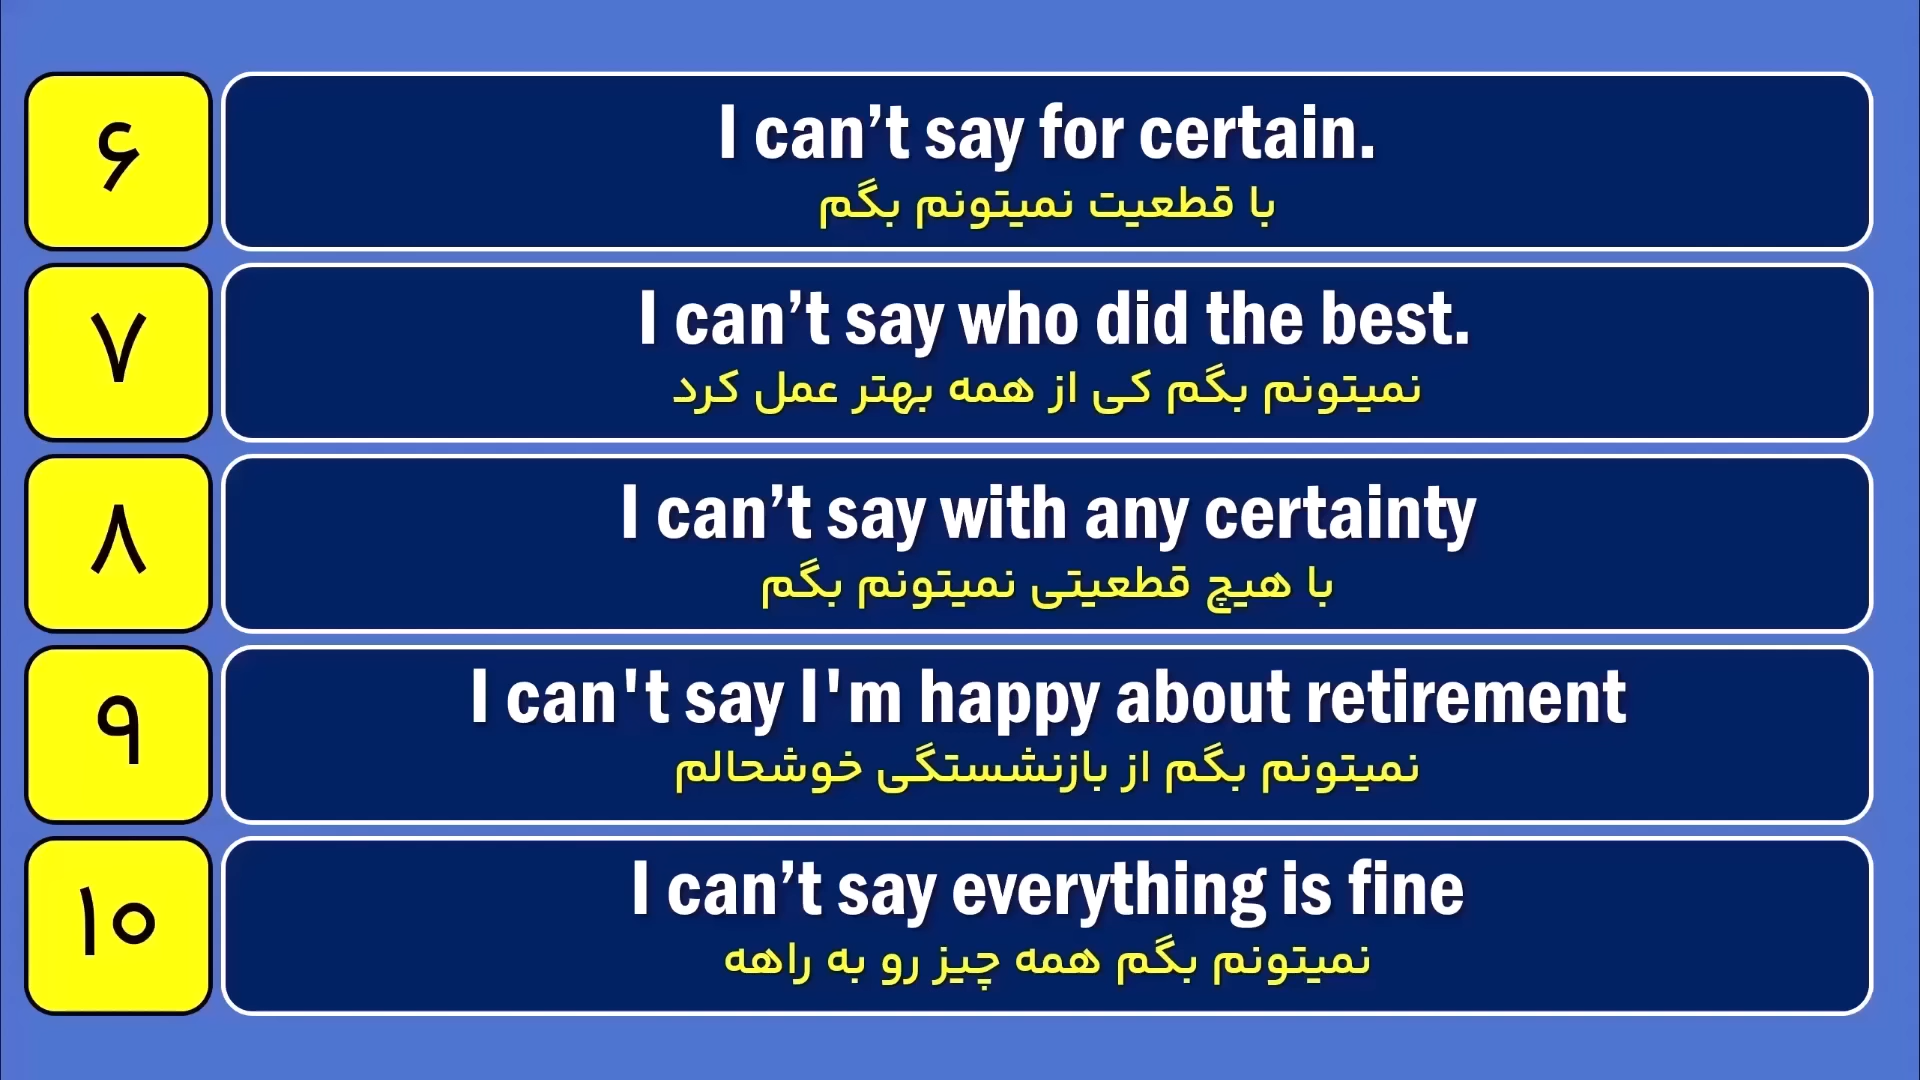 ۶
I can’t say for certain.
با قطعیت نمیتونم بگم
۷
I can’t say who did the best.
نمیتونم بگم کی از همه بهتر عمل کرد
۸
I can’t say with any certainty
با هیچ قطعیتی نمیتونم بگم
۹
I can't say I'm happy about retirement
نمیتونم بگم از بازنشستگی خوشحالم
۱۰
I can’t say everything is fine
نمیتونم بگم همه چیز رو به راهه